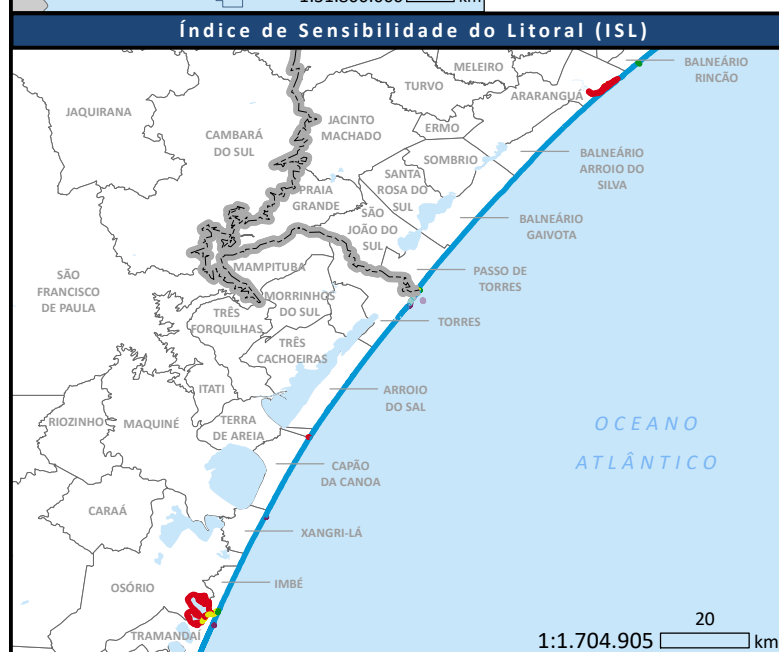 Índice de Sensibilidade do Litoral (ISL)
MELEIRO
BALNEÁRIO
RINCÃO
TURVO
ARARANGUÁ
JAQUIRANA
JACINTO
MACHADO
CAMBARÁ
DO SUL
ERMO
SOMBRIO
BALNEÁRIO
ARROIO DO
SILVA
SANTA
ROSA DO
SUL
PRAIA
GRANDE
SÃO
JOÃO DO
SUL
BALNEÁRIO
GAIVOTA
MAMPITUBA
PASSO DE
TORRES
SÃO
FRANCISCO
DE PAULA
MORRINHOS
DO SUL
TRÊS
FORQUILHAS
TORRES
TRÊS
CACHOEIRAS
ITATI
ARROIO
DO SAL
RIOZINHO
MAQUINÉ
TERRA
DE AREIA
OCEANO
ATLÂNTICO
CAPÃO
DA CANOA
CARAÁ
XANGRI-LÁ
OSÓRIO
IMBÉ
TRAMANDAÍ
20
1:1.704.905 km